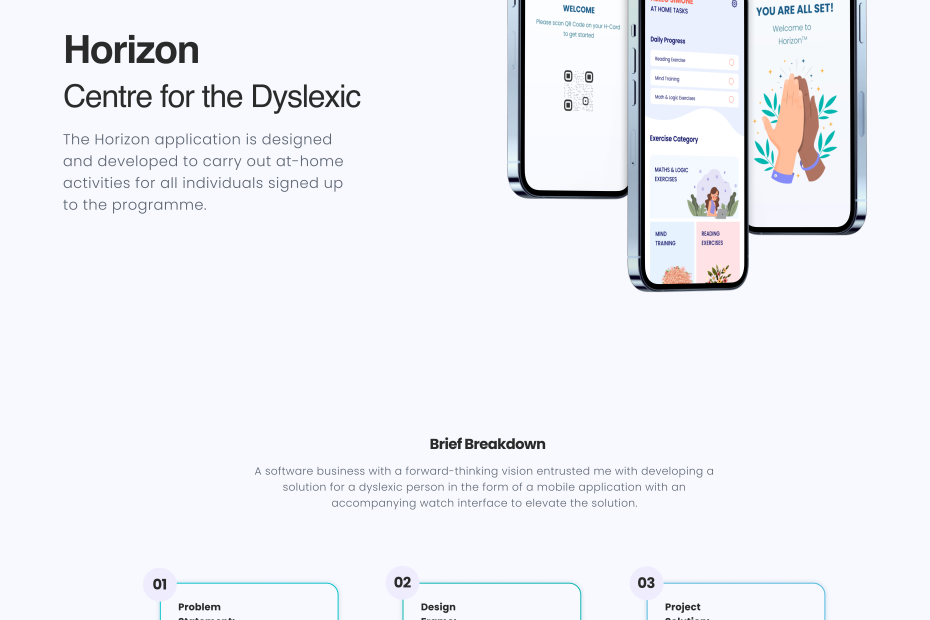 Horizon
Centre for the Dyslexic
The Horizon application is designed
and developed to carry out at-home
activities for all individuals signed up
to the programme.
WELCOME
Please scan QR Code on your H-Card
to get started
AT HOME TASKS
Daily Progress
Reading Exercise
Mind Training
Math & Logic Exercises
Exercise Category
MATHS & LOGIC
EXERCISES
MIND
TRAINING
READING
EXERCISES
YOU ARE ALL SET!
Welcome to
Horizon™
Brief Breakdown
A software business with a forward-thinking vision entrusted me with developing a
solution for a dyslexic person in the form of a mobile application with an
accompanying watch interface to elevate the solution.
01
Problem
02
Design
03
Project